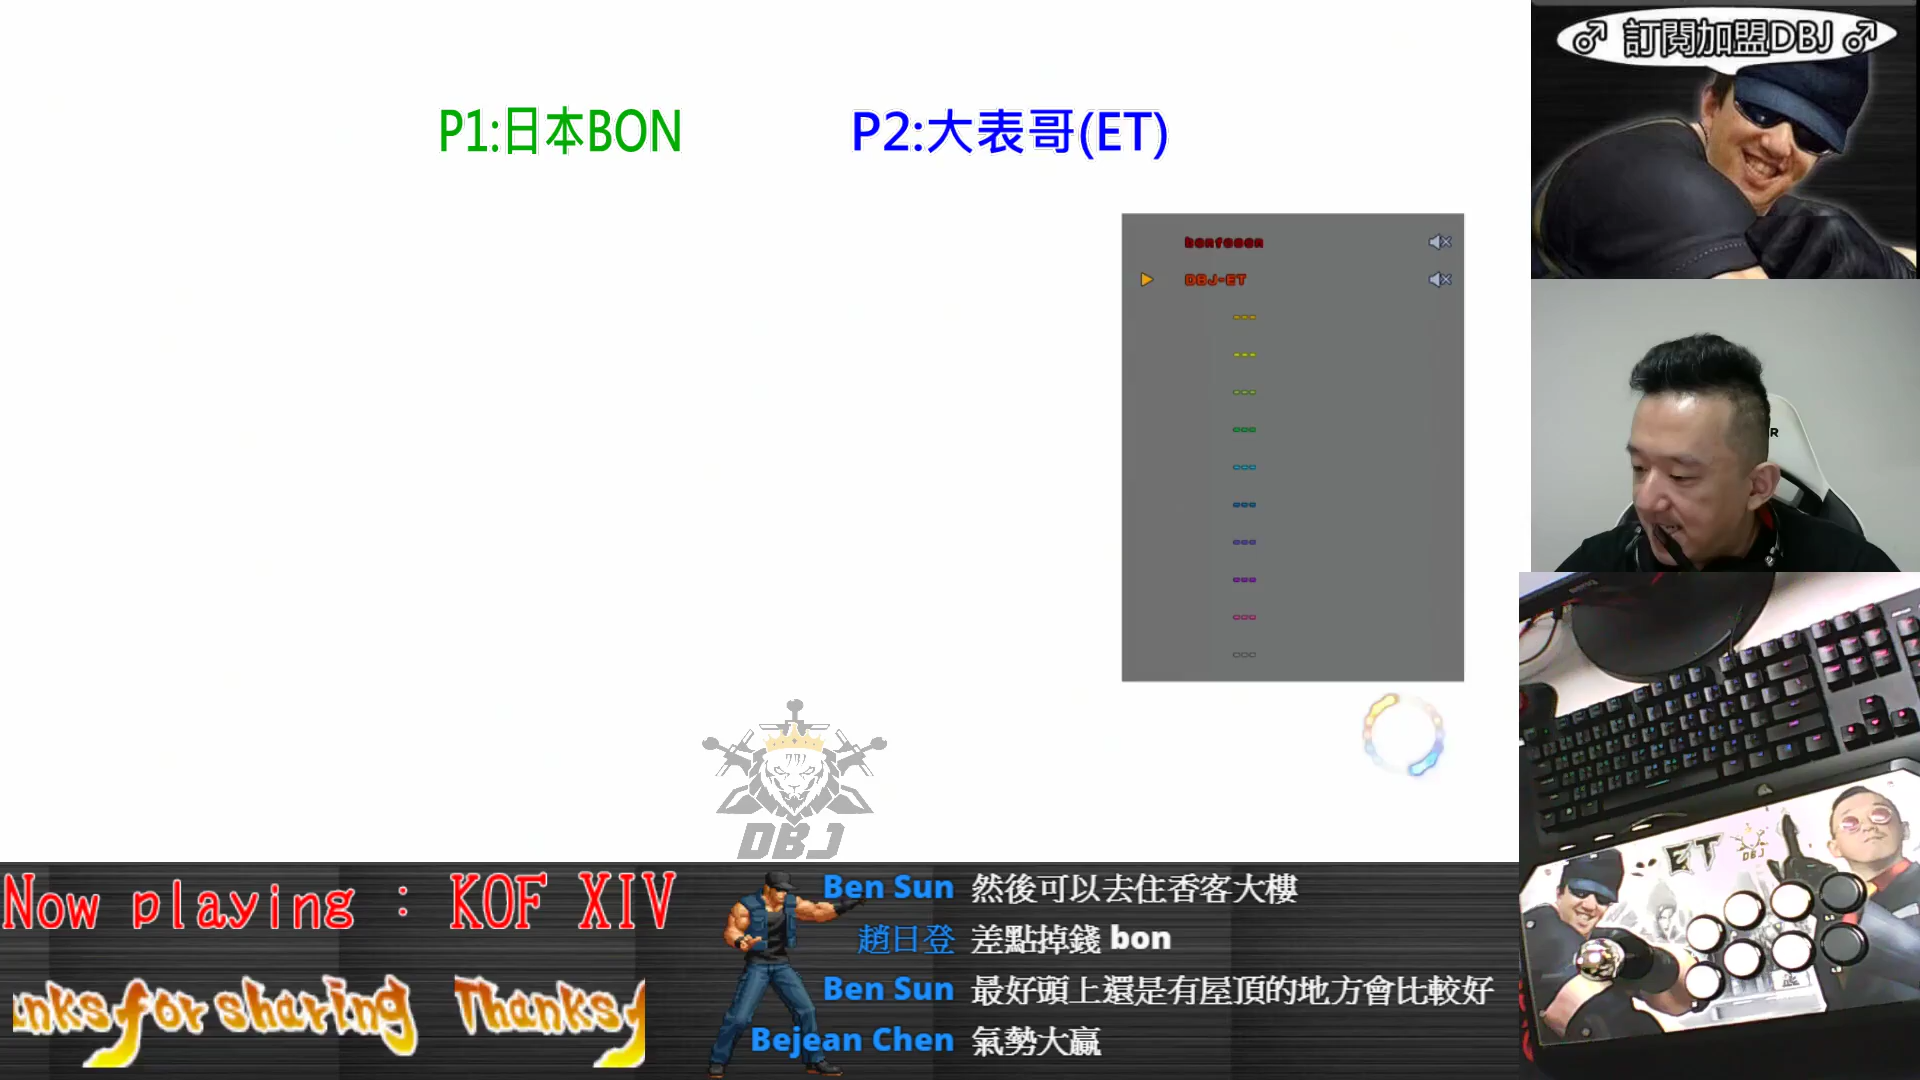 ♂ 訂閱加盟DBJ ♂
P1:日本BON
P2:大表哥(ET)
DBJ-ET
---
---
---
---
---
---
---
---
---
---
DBJ
R
ET
DBJ
Now playing : KOF XIV
Ben Sun 然後可以去住香客大樓
趙日登 差點掉錢 bon
Ben Sun 最好頭上還是有屋頂的地方會比較好
Bejean Chen 氣勢大贏
nks for sharing Thanks f